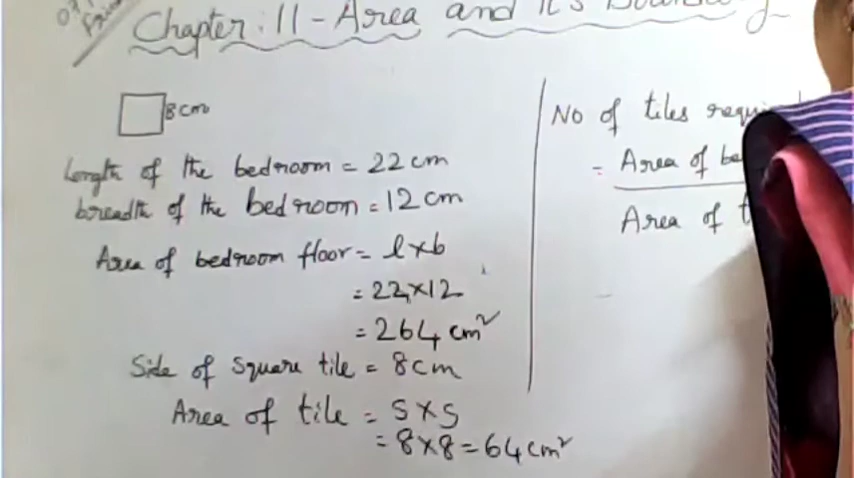 Chapter: 11 - Area and it's
8cm
Length of the bedroom = 22 cm
breadth of the bedroom = 12 cm
Area of bedroom floor = l x b
= 22 x 12
= 264 cm²
Side of square tile = 8cm
Area of tile = S x S
= 8 x 8 = 64 cm²
No of tiles
= Area of
Area of